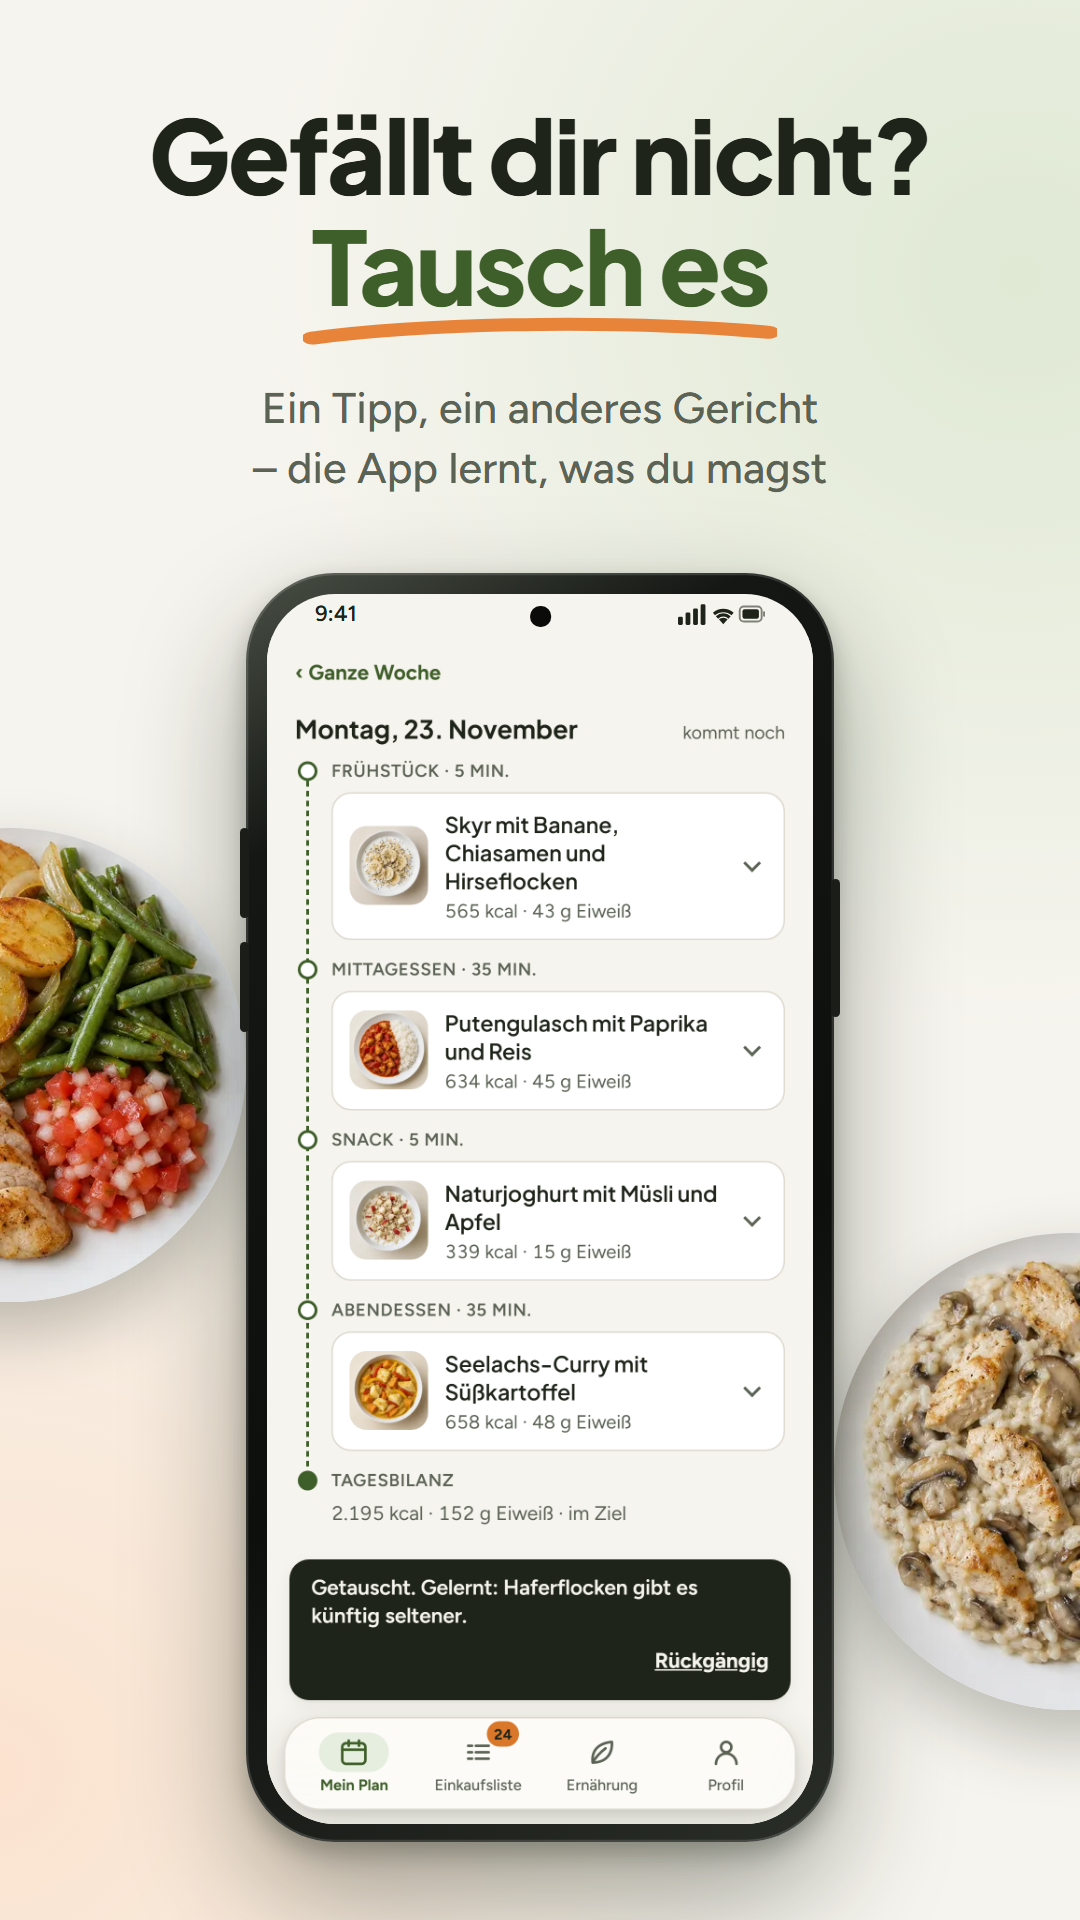 Gefällt dir nicht?
Tausch es
Ein Tipp, ein anderes Gericht
– die App lernt, was du magst
9:41
‹ Ganze Woche
Montag, 23. November
kommt noch
FRÜHSTÜCK · 5 MIN.
Skyr mit Banane,
Chiasamen und
Hirseflocken
565 kcal · 43 g Eiweiß
MITTAGESSEN · 35 MIN.
Putengulasch mit Paprika
und Reis
634 kcal · 45 g Eiweiß
SNACK · 5 MIN.
Naturjoghurt mit Müsli und
Apfel
339 kcal · 15 g Eiweiß
ABENDESSEN · 35 MIN.
Seelachs-Curry mit
Süßkartoffel
658 kcal · 48 g Eiweiß
TAGESBILANZ
2.195 kcal · 152 g Eiweiß · im Ziel
Getauscht. Gelernt: Haferflocken gibt es
künftig seltener.
Rückgängig
24
Mein Plan
Einkaufsliste
Ernährung
Profil